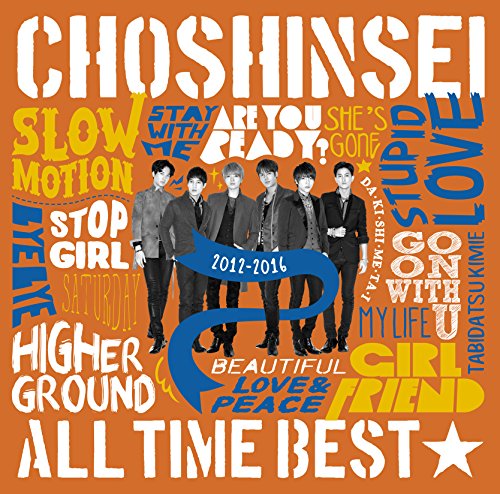 CHOSHINSEI
SLOW
MOTION
STAY
WITH
ME
ARE YOU
READY?
SHE'S
GONE
STUPID
LOVE
BYE BYE
STOP
GIRL
SATURDAY
DA·KI·SHI·ME·TA·I
2012-2016
GO
ON
WITH
U
TABIDATSU KIMIE
MY LIFE
HIGHER
GROUND
BEAUTIFUL
LOVE &
PEACE
GIRL
FRIEND
ALL TIME BEST★